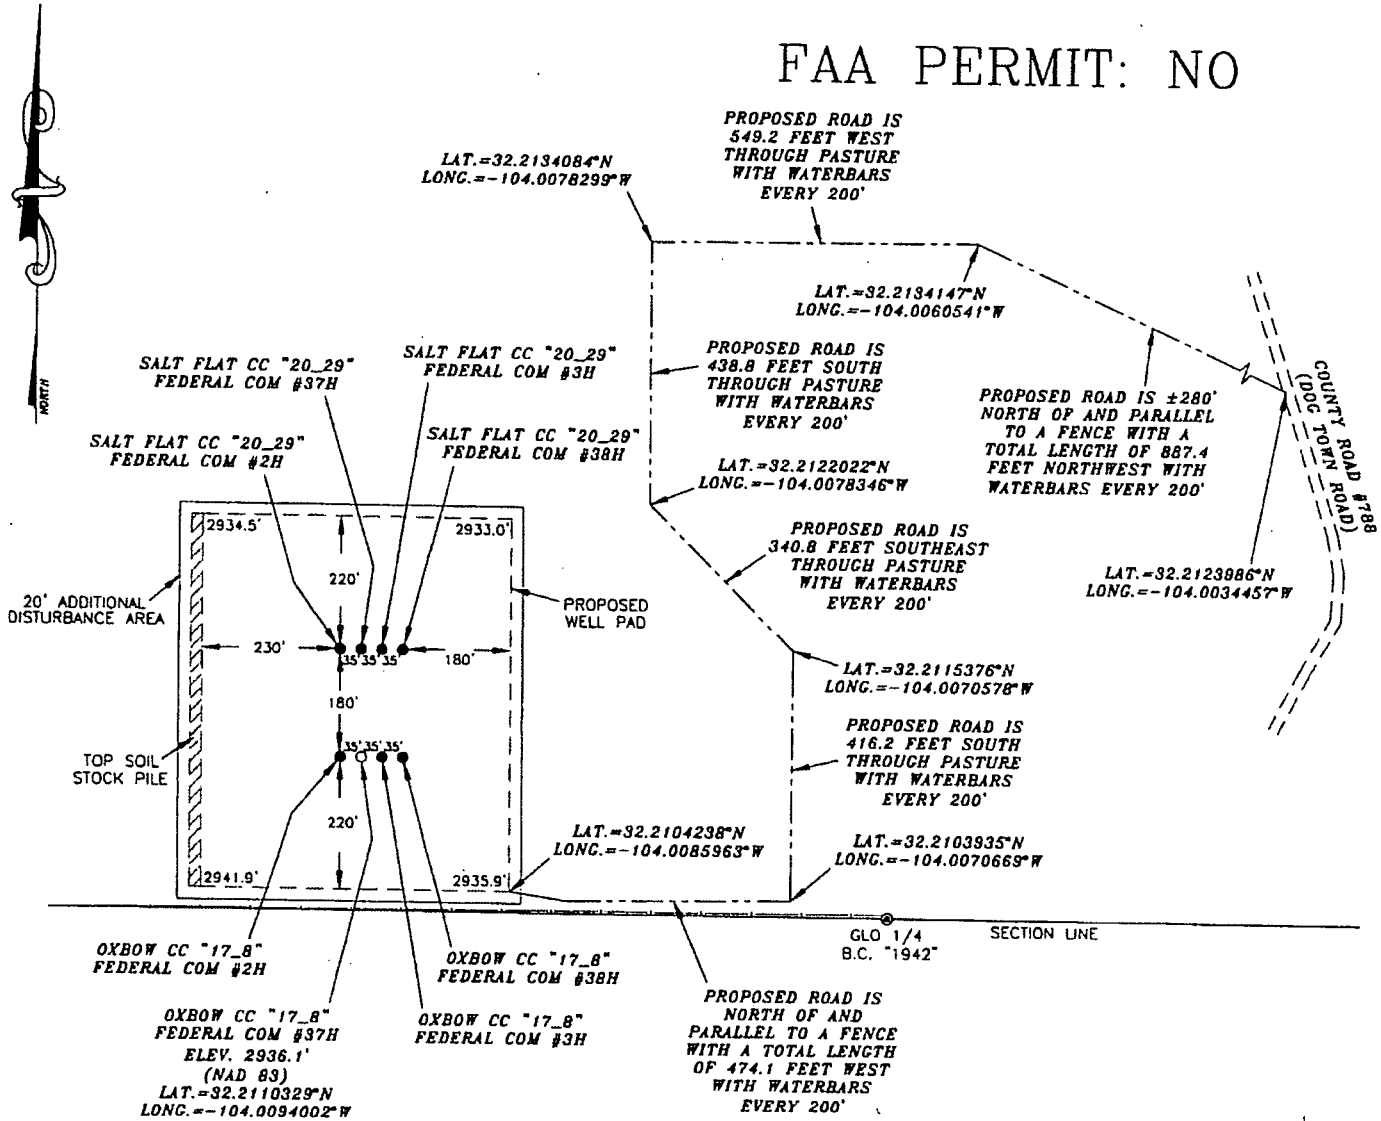 FAA PERMIT: NO
NORTH
PROPOSED ROAD IS
549.2 FEET WEST
THROUGH PASTURE
WITH WATERBARS
EVERY 200'
LAT.=32.2134084°N
LONG.=-104.0078299°W
LAT.=32.2134147°N
LONG.=-104.0060541°W
PROPOSED ROAD IS
438.8 FEET SOUTH
THROUGH PASTURE
WITH WATERBARS
EVERY 200'
PROPOSED ROAD IS ±280'
NORTH OF AND PARALLEL
TO A FENCE WITH A
TOTAL LENGTH OF 887.4
FEET NORTHWEST WITH
WATERBARS EVERY 200'
COUNTY ROAD #788
(DOG TOWN ROAD)
SALT FLAT CC "20_29"
FEDERAL COM #37H
SALT FLAT CC "20_29"
FEDERAL COM #3H
SALT FLAT CC "20_29"
FEDERAL COM #2H
SALT FLAT CC "20_29"
FEDERAL COM #38H
LAT.=32.2122022°N
LONG.=-104.0078346°W
PROPOSED ROAD IS
340.8 FEET SOUTHEAST
THROUGH PASTURE
WITH WATERBARS
EVERY 200'
LAT.=32.2123986°N
LONG.=-104.0034457°W
2934.5'
2933.0'
220'
20' ADDITIONAL
DISTURBANCE AREA
PROPOSED
WELL PAD
230'
35' 35' 35'
180'
180'
LAT.=32.2115376°N
LONG.=-104.0070578°W
PROPOSED ROAD IS
416.2 FEET SOUTH
THROUGH PASTURE
WITH WATERBARS
EVERY 200'
35' 35' 35'
TOP SOIL
STOCK PILE
220'
2941.9'
2935.9'
LAT.=32.2104238°N
LONG.=-104.0085963°W
LAT.=32.2103935°N
LONG.=-104.0070669°W
GLO 1/4
B.C. "1942"
SECTION LINE
OXBOW CC "17_8"
FEDERAL COM #2H
OXBOW CC "17_8"
FEDERAL COM #38H
OXBOW CC "17_8"
FEDERAL COM #37H
ELEV. 2936.1'
(NAD 83)
LAT.=32.2110329°N
LONG.=-104.0094002°W
OXBOW CC "17_8"
FEDERAL COM #3H
PROPOSED ROAD IS
NORTH OF AND
PARALLEL TO A FENCE
WITH A TOTAL LENGTH
OF 474.1 FEET WEST
WITH WATERBARS
EVERY 200'